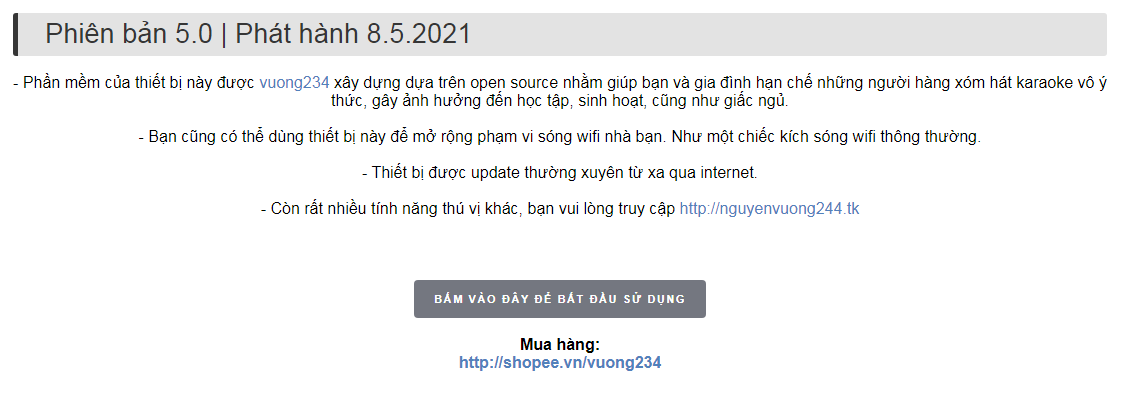 Phiên bản 5.0 | Phát hành 8.5.2021
- Phần mềm của thiết bị này được vuong234 xây dựng dựa trên open source nhằm giúp bạn và gia đình hạn chế những người hàng xóm hát karaoke vô ý
thức, gây ảnh hưởng đến học tập, sinh hoạt, cũng như giấc ngủ.
- Bạn cũng có thể dùng thiết bị này để mở rộng phạm vi sóng wifi nhà bạn. Như một chiếc kích sóng wifi thông thường.
- Thiết bị được update thường xuyên từ xa qua internet.
- Còn rất nhiều tính năng thú vị khác, bạn vui lòng truy cập http://nguyenvuong244.tk
BẤM VÀO ĐÂY ĐỂ BẮT ĐẦU SỬ DỤNG
Mua hàng:
http://shopee.vn/vuong234